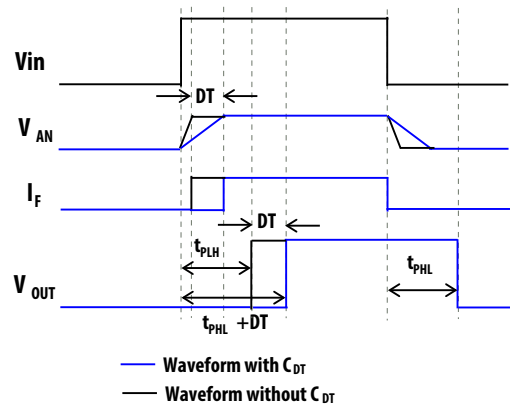 Vin
DT
V AN
I F
DT
t PLH
t PHL
V OUT
t PHL +DT
Waveform with C DT
Waveform without C DT